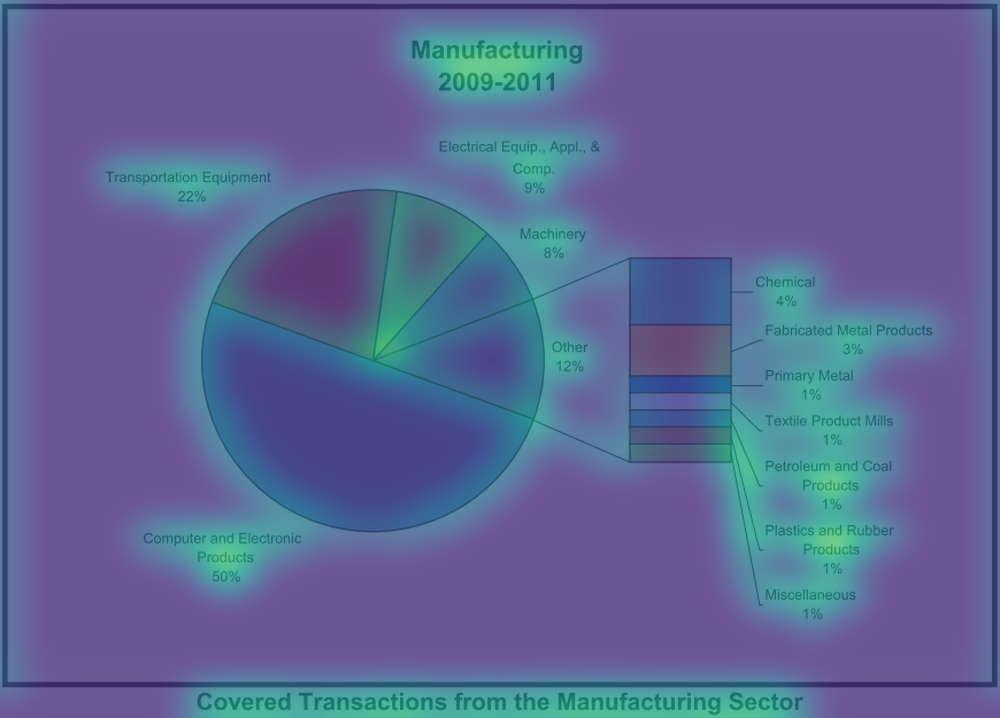 Manufacturing
2009-2011
Electrical Equip., Appl., &
Comp.
9%
Transportation Equipment
22%
Machinery
8%
Chemical
4%
Fabricated Metal Products
3%
Other
12%
Primary Metal
1%
Textile Product Mills
1%
Petroleum and Coal
Products
1%
Plastics and Rubber
Products
1%
Computer and Electronic
Products
50%
Miscellaneous
1%
Covered Transactions from the Manufacturing Sector